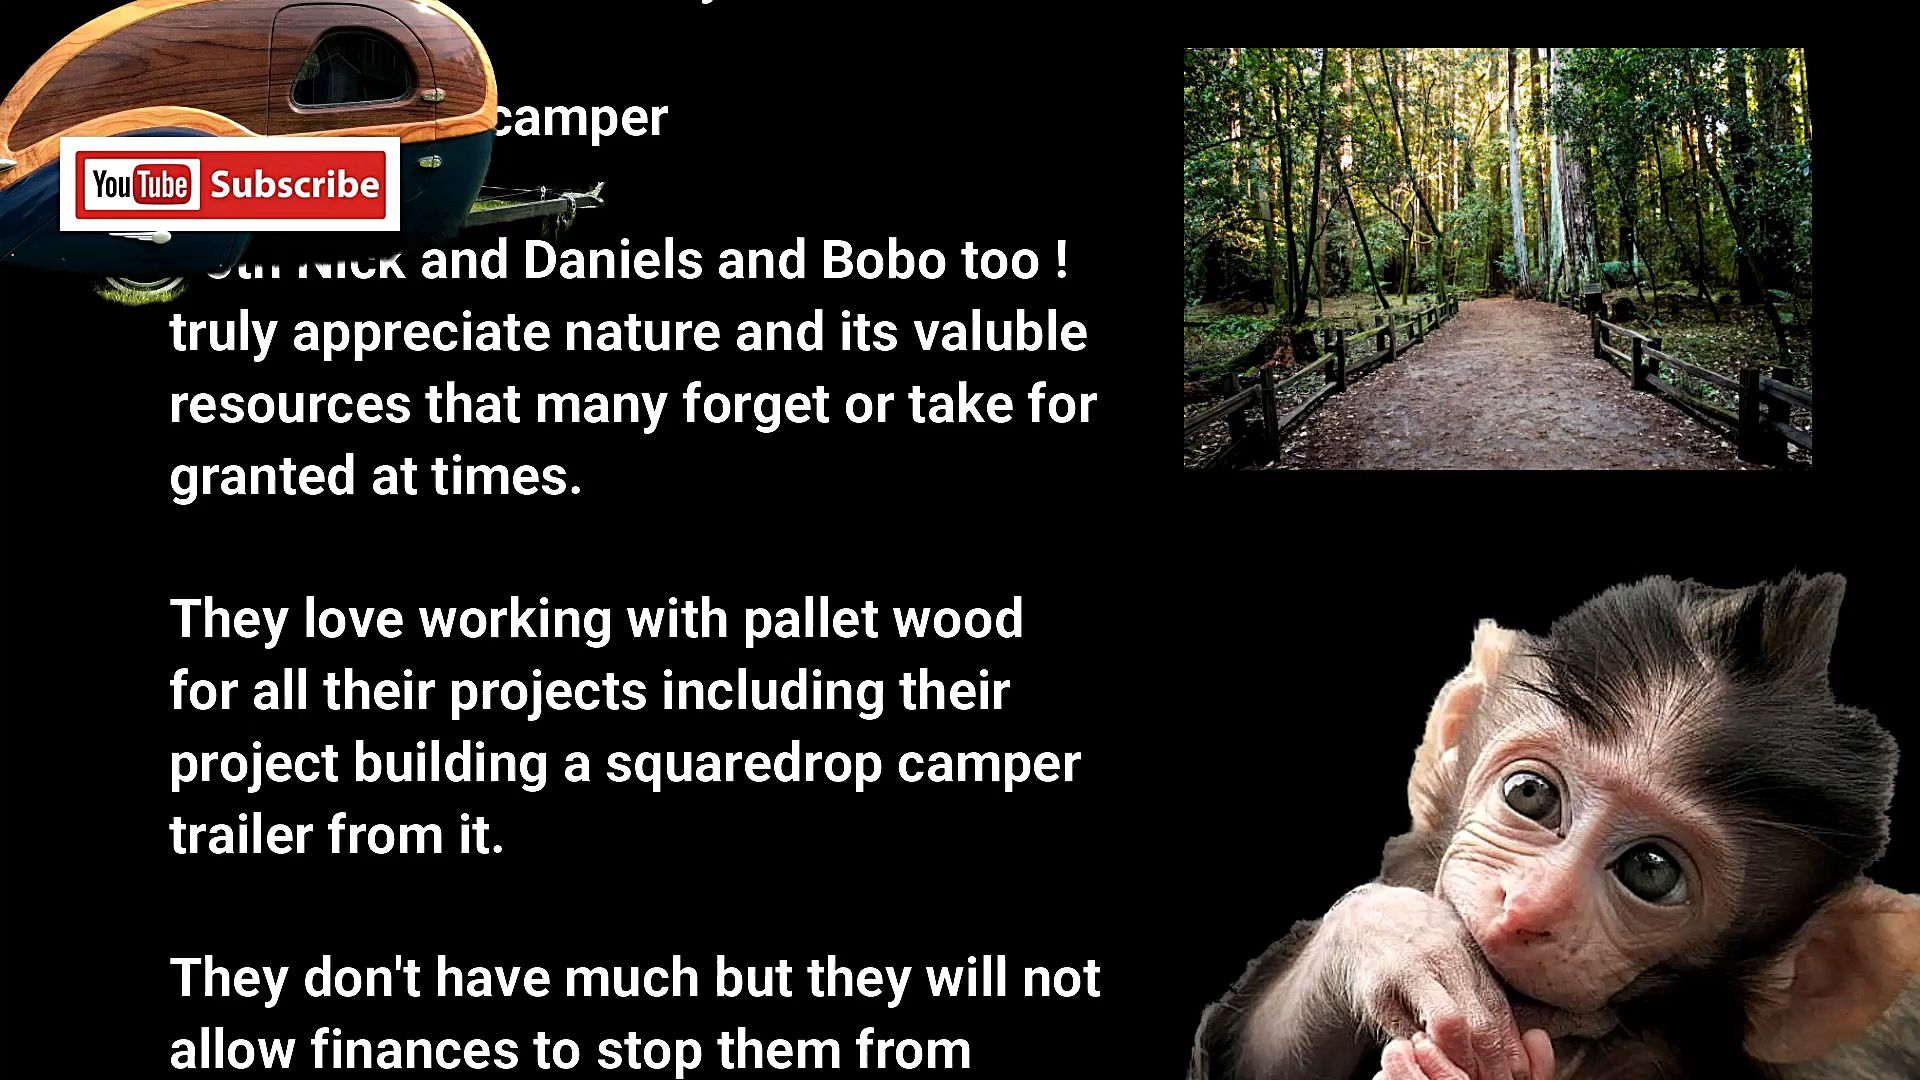 camper
YouTube Subscribe
Nick and Daniels and Bobo too !
truly appreciate nature and its valuble
resources that many forget or take for
granted at times.
They love working with pallet wood
for all their projects including their
project building a squaredrop camper
trailer from it.
They don't have much but they will not
allow finances to stop them from